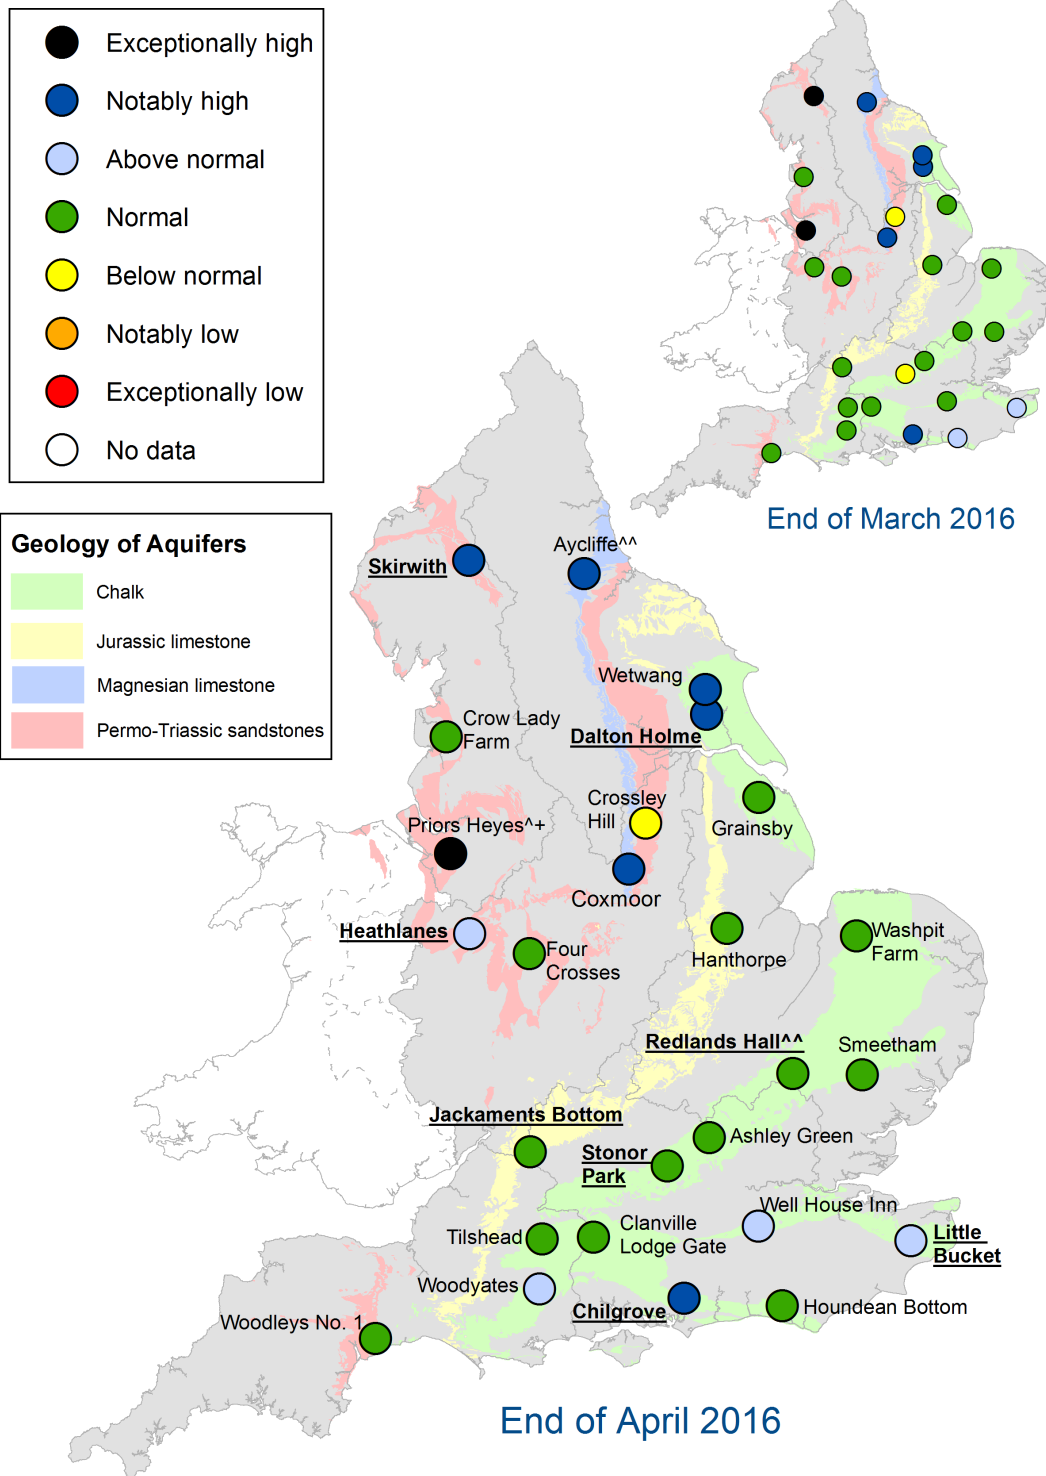 Exceptionally high
Notably high
Above normal
Normal
Below normal
Notably low
Exceptionally low
No data
End of March 2016
Geology of Aquifers
Chalk
Jurassic limestone
Magnesian limestone
Permo-Triassic sandstones
Aycliffe^^
Skirwith
Wetwang
Crow Lady
Farm
Dalton Holme
Crossley
Hill
Grainsby
Priors Heyes^+
Coxmoor
Heathlanes
Four
Crosses
Hanthorpe
Washpit
Farm
Redlands Hall^^
Smeetham
Jackaments Bottom
Ashley Green
Stonor
Park
Well House Inn
Tilshead
Clanville
Lodge Gate
Little
Bucket
Woodyates
Chilgrove
Houndean Bottom
Woodleys No. 1
End of April 2016